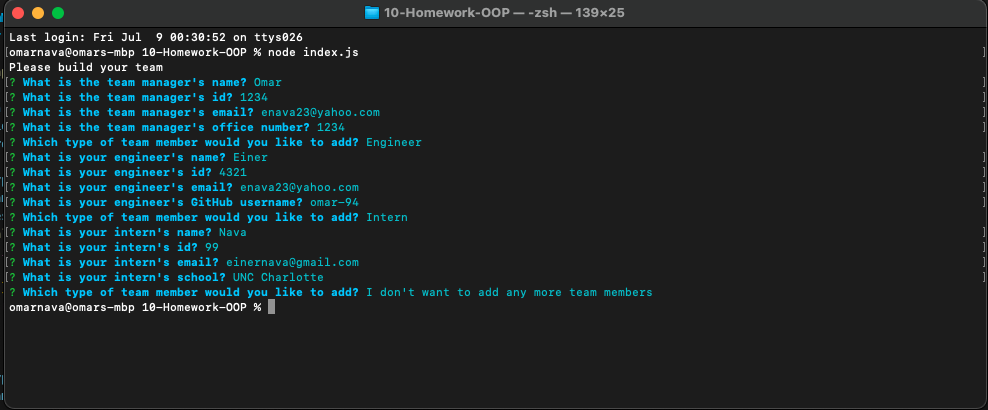 10-Homework-OOP — -zsh — 139×25
Last login: Fri Jul  9 00:30:52 on ttys026
[omarnava@omars-mbp 10-Homework-OOP % node index.js ]
Please build your team
[? What is the team manager's name? Omar ]
[? What is the team manager's id? 1234 ]
[? What is the team manager's email? enava23@yahoo.com ]
[? What is the team manager's office number? 1234 ]
? Which type of team member would you like to add? Engineer
[? What is your engineer's name? Einer ]
[? What is your engineer's id? 4321 ]
[? What is your engineer's email? enava23@yahoo.com ]
[? What is your engineer's GitHub username? omar-94 ]
? Which type of team member would you like to add? Intern
[? What is your intern's name? Nava ]
[? What is your intern's id? 99 ]
[? What is your intern's email? einernava@gmail.com ]
[? What is your intern's school? UNC Charlotte ]
? Which type of team member would you like to add? I don't want to add any more team members
omarnava@omars-mbp 10-Homework-OOP %